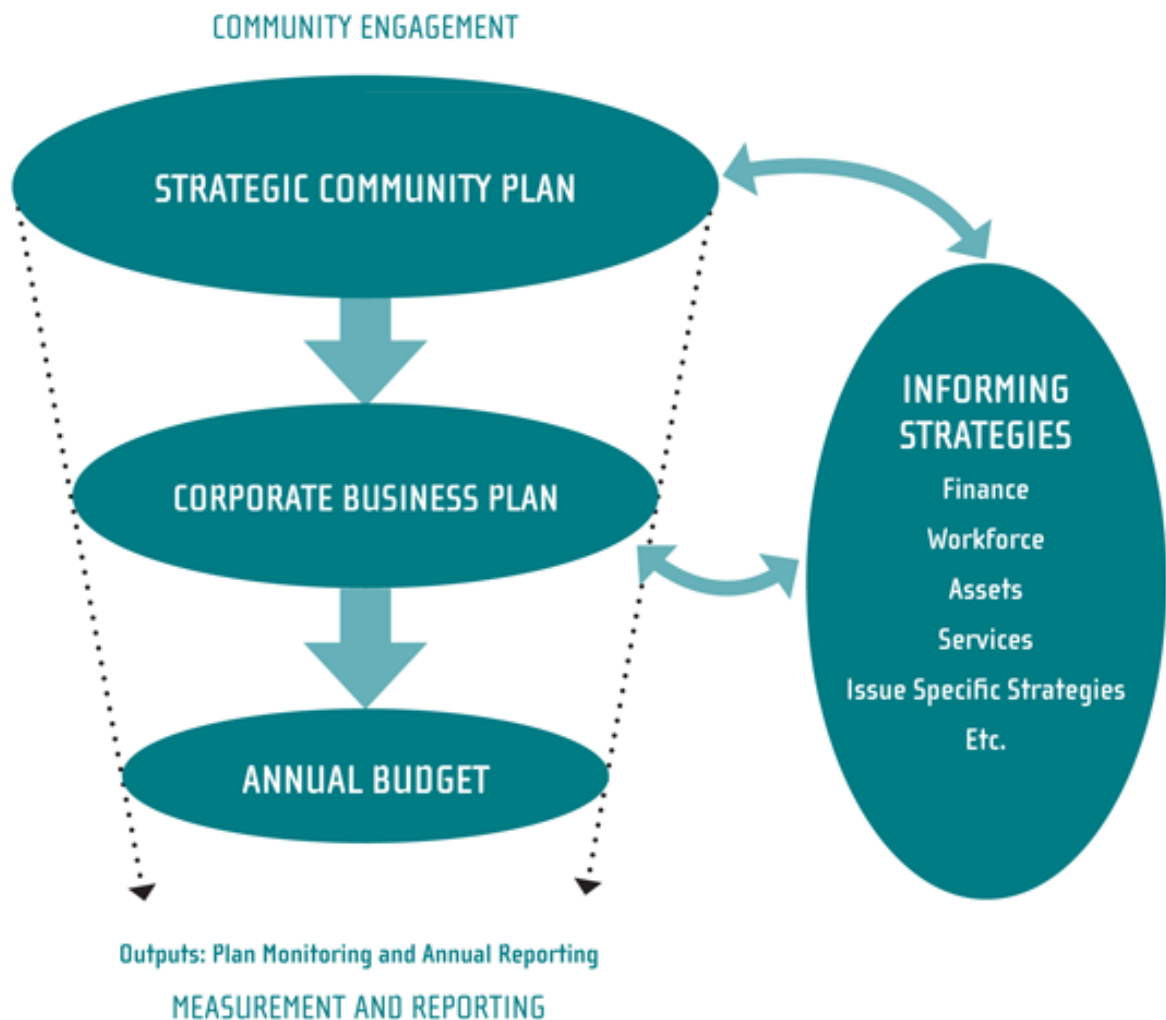 COMMUNITY ENGAGEMENT
STRATEGIC COMMUNITY PLAN
CORPORATE BUSINESS PLAN
ANNUAL BUDGET
INFORMING
STRATEGIES
Finance
Workforce
Assets
Services
Issue Specific Strategies
Etc.
Outputs: Plan Monitoring and Annual Reporting
MEASUREMENT AND REPORTING